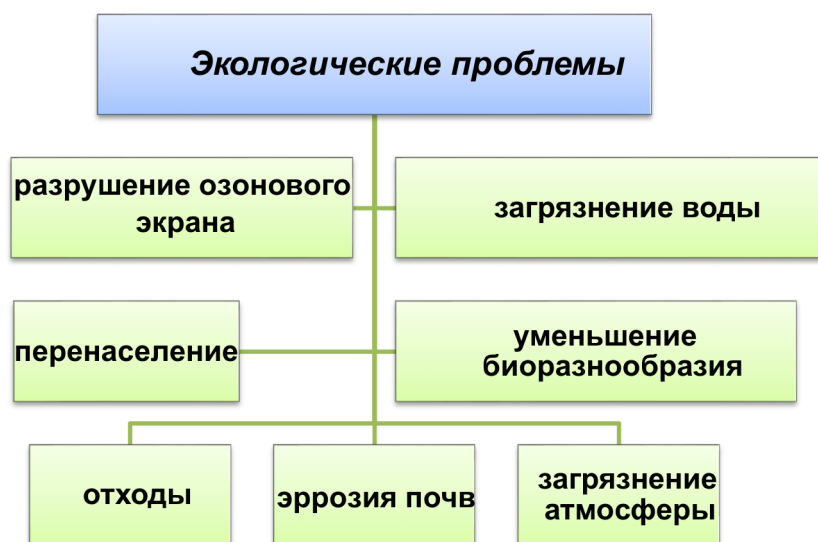 Экологические проблемы
разрушение озонового
экрана
загрязнение воды
перенаселение
уменьшение
биоразнообразия
отходы
эррозия почв
загрязнение
атмосферы